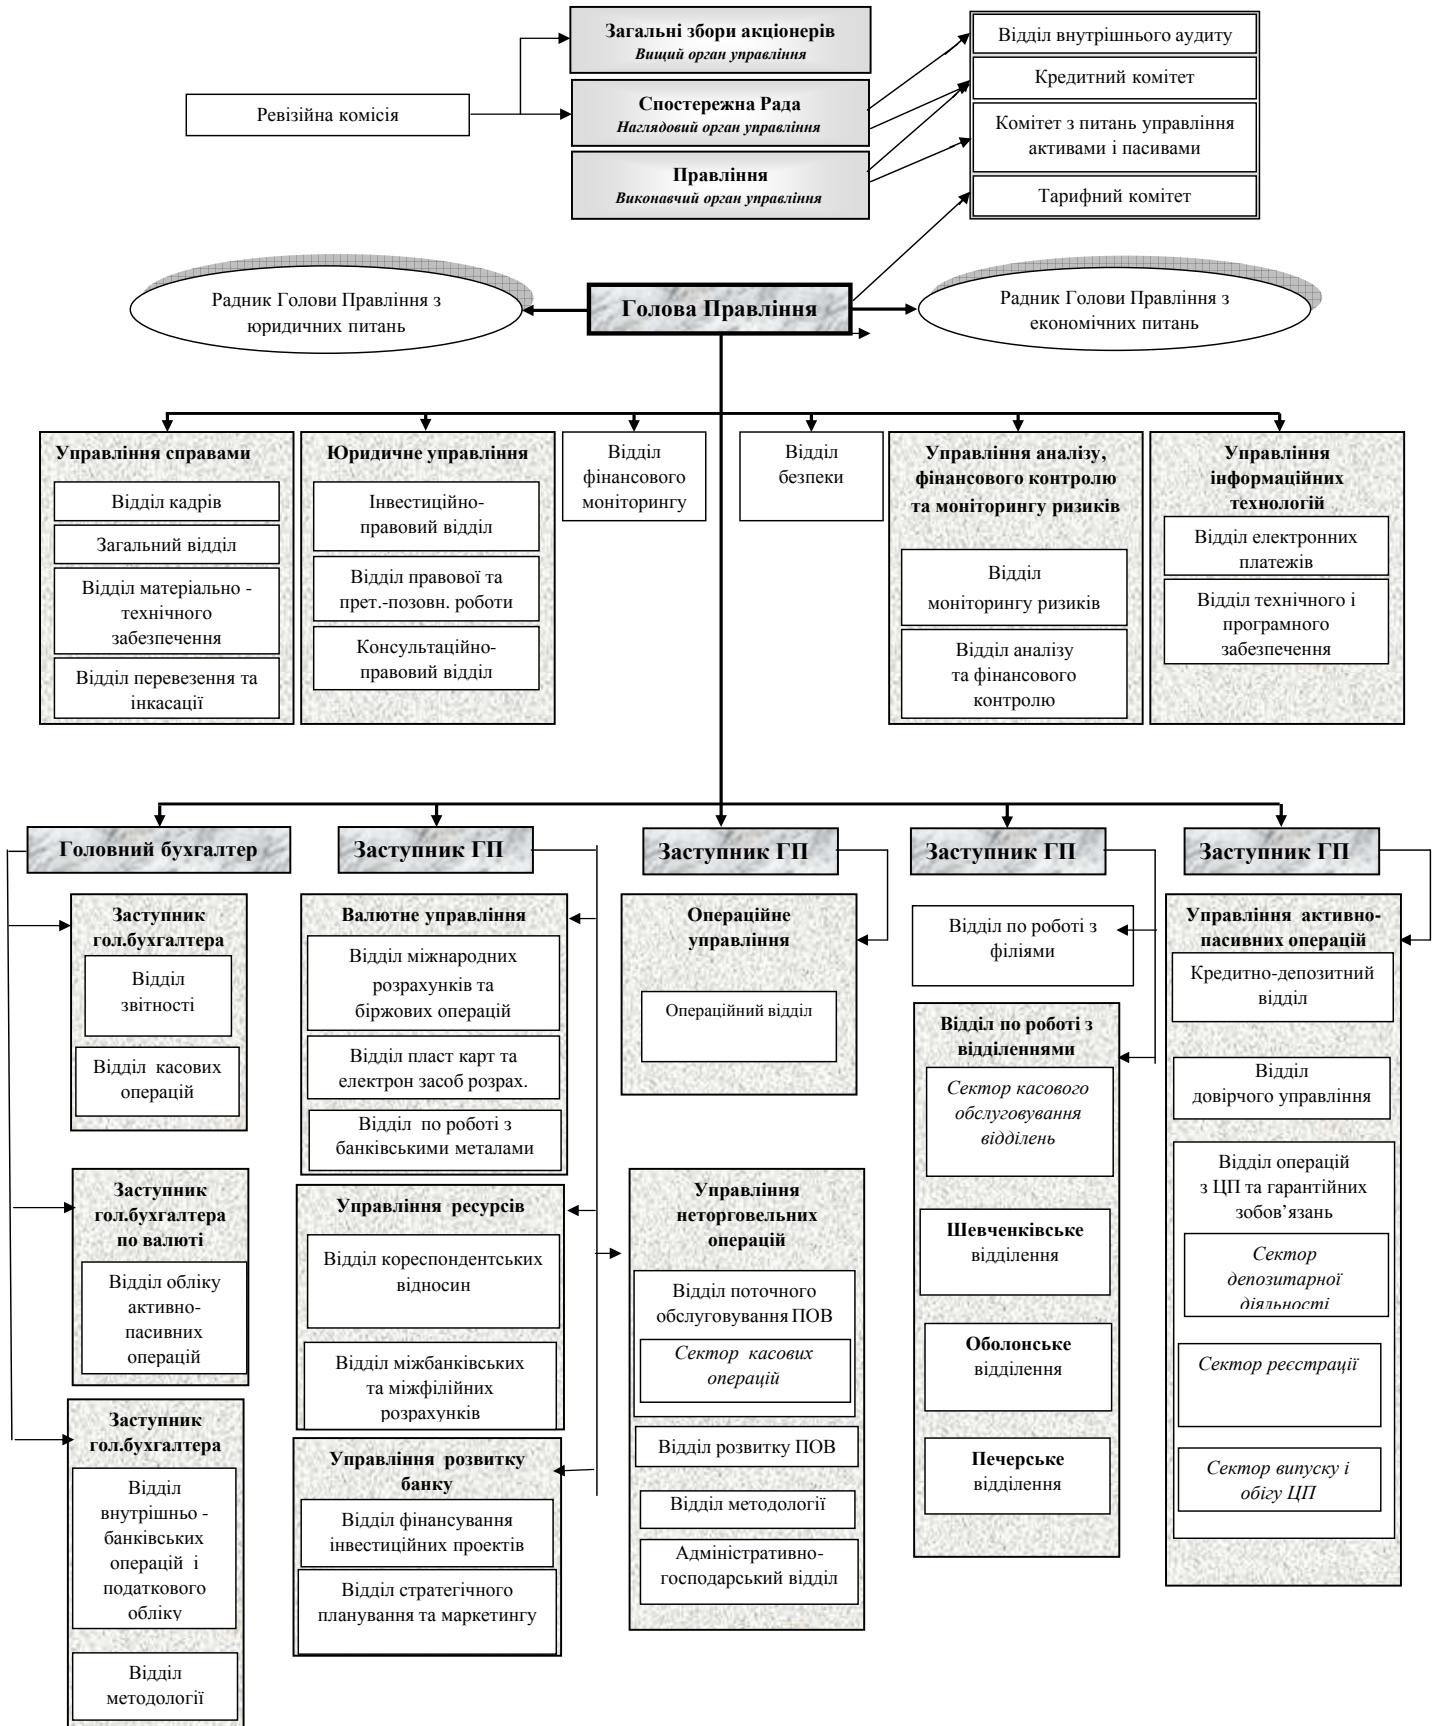 Загальні збори акціонерів
Вищий орган управління
Спостережна Рада
Наглядовий орган управління
Правління
Виконавчий орган управління
Ревізійна комісія
Відділ внутрішнього аудиту
Кредитний комітет
Комітет з питань управління
активами і пасивами
Тарифний комітет
Радник Голови Правління з
юридичних питань
Голова Правління
Радник Голови Правління з
економічних питань
Управління справами
Відділ кадрів
Загальний відділ
Відділ матеріально -
технічного
забезпечення
Відділ перевезення та
інкасації
Юридичне управління
Інвестиційно-
правовий відділ
Відділ правової та
прет.-позовн. роботи
Консультаційно-
правовий відділ
Відділ
фінансового
моніторингу
Відділ
безпеки
Управління аналізу,
фінансового контролю
та моніторингу ризиків
Відділ
моніторингу ризиків
Відділ аналізу
та фінансового
контролю
Управління
інформаційних
технологій
Відділ електронних
платежів
Відділ технічного і
програмного
забезпечення
Головний бухгалтер
Заступник
гол.бухгалтера
Відділ
звітності
Відділ касових
операцій
Заступник
гол.бухгалтера
по валюті
Відділ обліку
активно-
пасивних
операцій
Заступник
гол.бухгалтера
Відділ
внутрішньо -
банківських
операцій і
податкового
обліку
Відділ
методології
Заступник ГП
Валютне управління
Відділ міжнародних
розрахунків та
біржових операцій
Відділ пласт карт та
електрон засоб розрах.
Відділ по роботі з
банківськими металами
Управління ресурсів
Відділ кореспондентських
відносин
Відділ міжбанківських
та міжфілійних
розрахунків
Управління розвитку
банку
Відділ фінансування
інвестиційних проектів
Відділ стратегічного
планування та маркетингу
Заступник ГП
Операційне
управління
Операційний відділ
Управління
неторговельних
операцій
Відділ поточного
обслуговування ПОВ
Сектор касових
операцій
Відділ розвитку ПОВ
Відділ методології
Адміністративно-
господарський відділ
Заступник ГП
Відділ по роботі з
філіями
Відділ по роботі з
відділеннями
Сектор касового
обслуговування
відділень
Шевченківське
відділення
Оболонське
відділення
Печерське
відділення
Заступник ГП
Управління активно-
пасивних операцій
Кредитно-депозитний
відділ
Відділ
довірчого управління
Відділ операцій
з ЦП та гарантійних
зобов’язань
Сектор
депозитарної
діяльності
Сектор реєстрації
Сектор випуску і
обігу ЦП